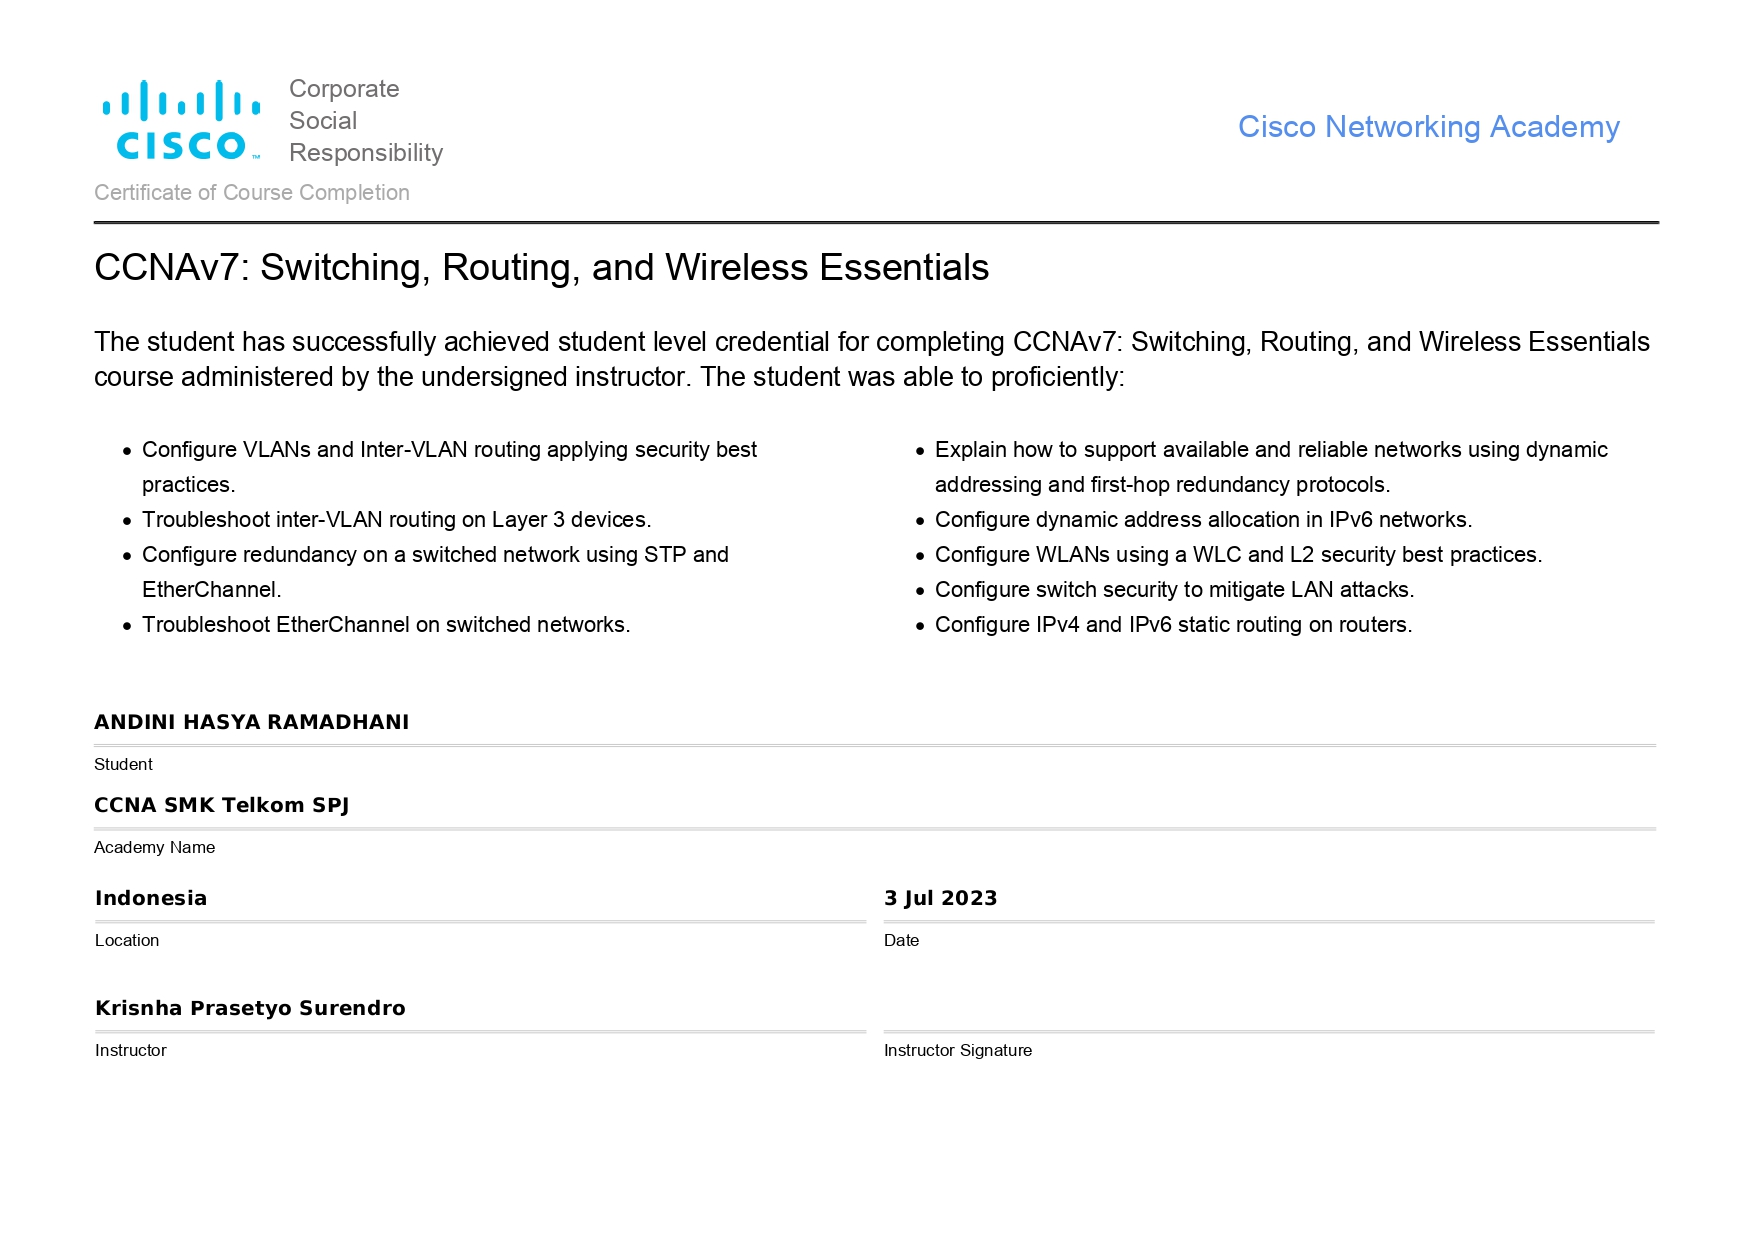 CISCO™
Corporate
Social
Responsibility
Cisco Networking Academy
Certificate of Course Completion
CCNAv7: Switching, Routing, and Wireless Essentials
The student has successfully achieved student level credential for completing CCNAv7: Switching, Routing, and Wireless Essentials
course administered by the undersigned instructor. The student was able to proficiently:
• Configure VLANs and Inter-VLAN routing applying security best
practices.
• Troubleshoot inter-VLAN routing on Layer 3 devices.
• Configure redundancy on a switched network using STP and
EtherChannel.
• Troubleshoot EtherChannel on switched networks.
• Explain how to support available and reliable networks using dynamic
addressing and first-hop redundancy protocols.
• Configure dynamic address allocation in IPv6 networks.
• Configure WLANs using a WLC and L2 security best practices.
• Configure switch security to mitigate LAN attacks.
• Configure IPv4 and IPv6 static routing on routers.
ANDINI HASYA RAMADHANI
Student
CCNA SMK Telkom SPJ
Academy Name
Indonesia
Location
3 Jul 2023
Date
Krisnha Prasetyo Surendro
Instructor
Instructor Signature